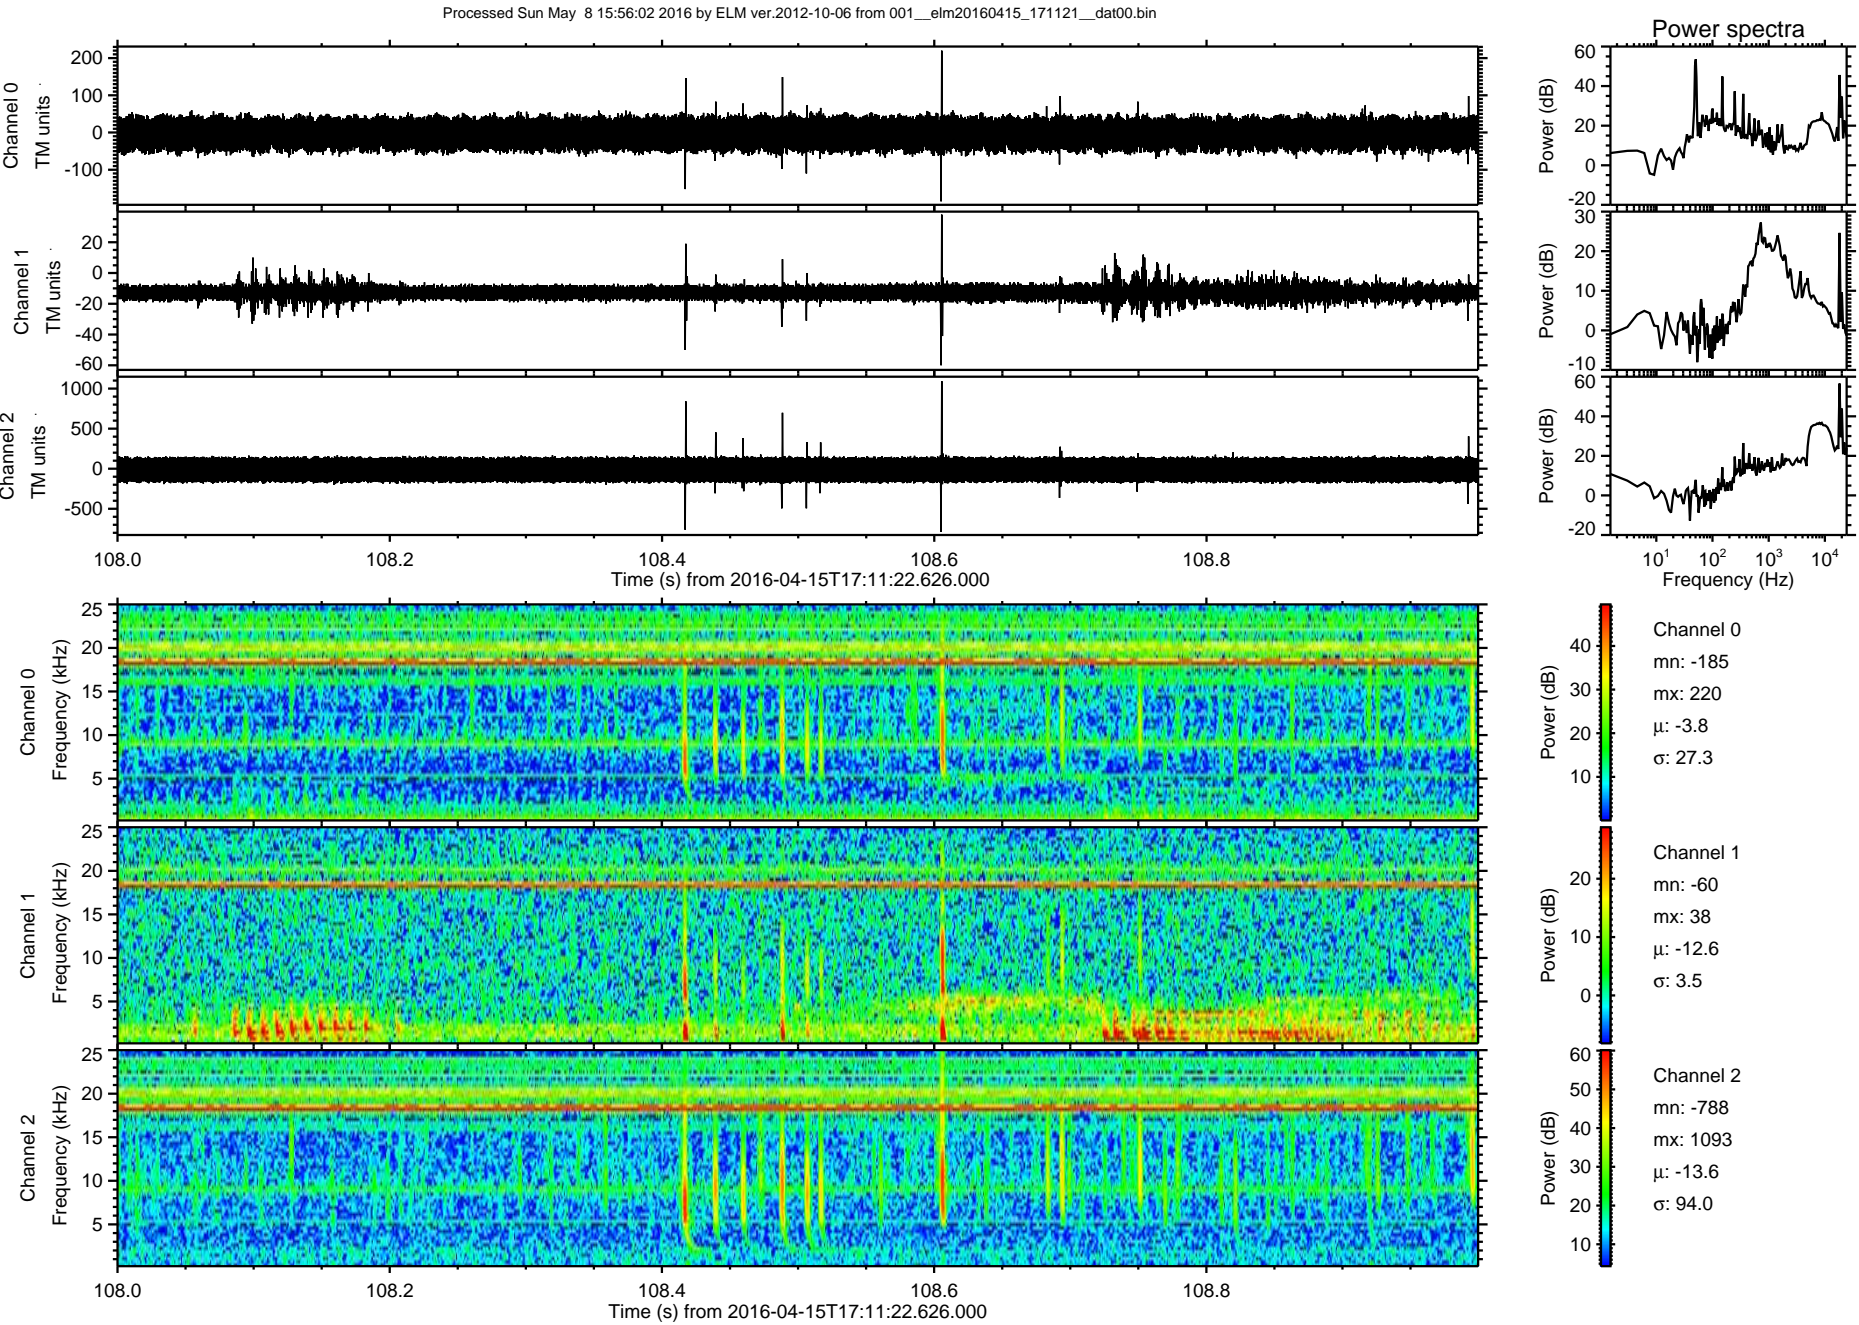 Processed Sun May  8 15:56:02 2016 by ELM ver.2012-10-06 from 001__elm20160415_171121__dat00.bin
Power spectra
Channel 0
TM units
200
100
0
-100
Power (dB)
60
40
20
0
-20
Channel 1
TM units
20
0
-20
-40
-60
Power (dB)
30
20
10
0
-10
Channel 2
TM units
1000
500
0
-500
Power (dB)
60
40
20
0
-20
108.0 108.2 108.4 108.6 108.8
Time (s) from 2016-04-15T17:11:22.626.000
10¹ 10² 10³ 10⁴
Frequency (Hz)
Channel 0
Frequency (kHz)
25
20
15
10
5
Power (dB)
40
30
20
10
Channel 0
mn: -185
mx: 220
μ: -3.8
σ: 27.3
Channel 1
Frequency (kHz)
25
20
15
10
5
Power (dB)
20
10
0
Channel 1
mn: -60
mx: 38
μ: -12.6
σ: 3.5
Channel 2
Frequency (kHz)
25
20
15
10
5
Power (dB)
60
50
40
30
20
10
Channel 2
mn: -788
mx: 1093
μ: -13.6
σ: 94.0
108.0 108.2 108.4 108.6 108.8
Time (s) from 2016-04-15T17:11:22.626.000